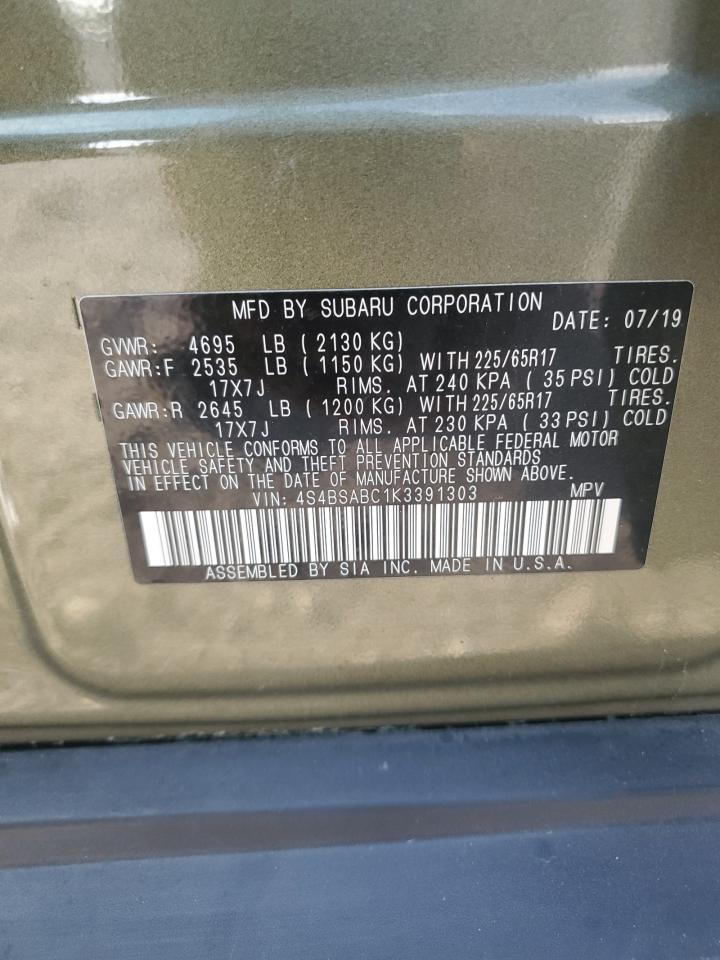 MFD BY SUBARU CORPORATION DATE: 07/19
GVWR: 4695 LB ( 2130 KG)
GAWR:F 2535 LB ( 1150 KG) WITH 225/65R17 TIRES.
17X7J RIMS. AT 240 KPA ( 35 PSI) COLD
GAWR:R 2645 LB ( 1200 KG) WITH 225/65R17 TIRES.
17X7J RIMS. AT 230 KPA ( 33 PSI) COLD
THIS VEHICLE CONFORMS TO ALL APPLICABLE FEDERAL MOTOR
VEHICLE SAFETY AND THEFT PREVENTION STANDARDS
IN EFFECT ON THE DATE OF MANUFACTURE SHOWN ABOVE.
VIN: 4S4BSABC1K3391303 MPV
ASSEMBLED BY SIA INC. MADE IN U.S.A.